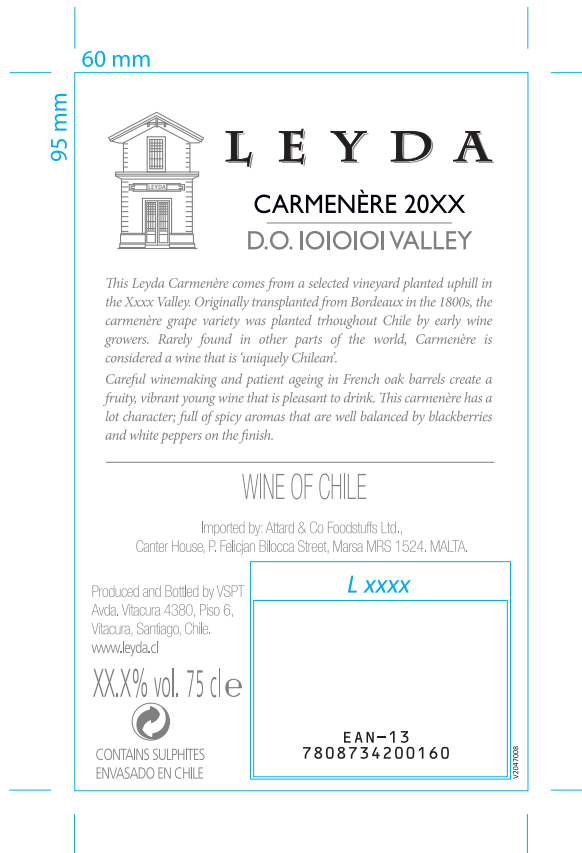 60 mm
95 mm
LEYDA
LEYDA
CARMENÈRE 20XX
D.O. IOIOIOI VALLEY
This Leyda Carmenère comes from a selected vineyard planted uphill in
the Xxxx Valley. Originally transplanted from Bordeaux in the 1800s, the
carmenère grape variety was planted trhoughout Chile by early wine
growers. Rarely found in other parts of the world, Carmenère is
considered a wine that is ‘uniquely Chilean’.
Careful winemaking and patient ageing in French oak barrels create a
fruity, vibrant young wine that is pleasant to drink. This carmenère has a
lot character; full of spicy aromas that are well balanced by blackberries
and white peppers on the finish.
WINE OF CHILE
Imported by: Attard & Co Foodstuffs Ltd.,
Canter House, P. Felicjan Bilocca Street, Marsa MRS 1524. MALTA.
Produced and Bottled by VSPT
Avda. Vitacura 4380, Piso 6,
Vitacura, Santiago, Chile.
www.leyda.cl
XX.X% vol. 75 cl e
CONTAINS SULPHITES
ENVASADO EN CHILE
L xxxx
EAN-13
7808734200160
V2047008